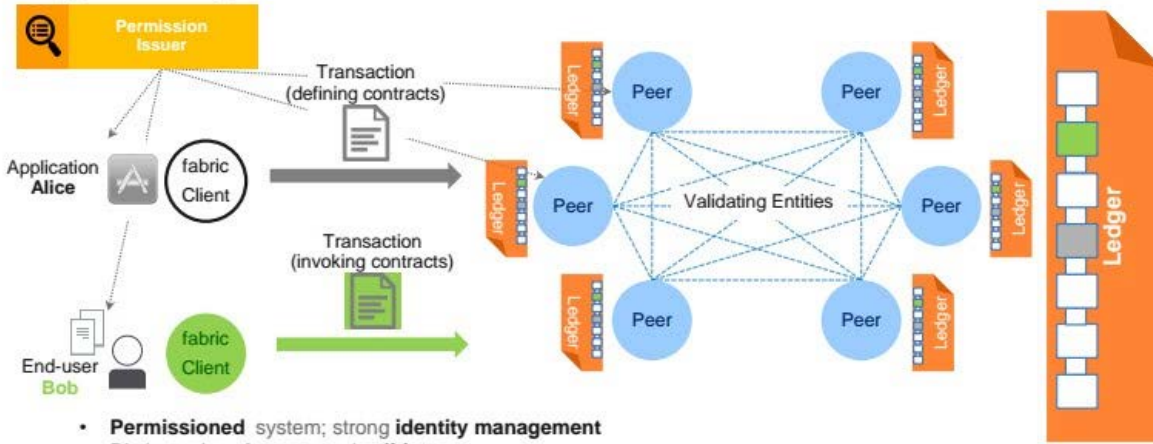 Permission
Issuer
Transaction
(defining contracts)
Application
Alice
fabric
Client
Transaction
(invoking contracts)
End-user
Bob
fabric
Client
Ledger
Peer
Peer
Ledger
Ledger
Peer
Validating Entities
Peer
Ledger
Ledger
Peer
Peer
Ledger
Ledger
• Permissioned system; strong identity management